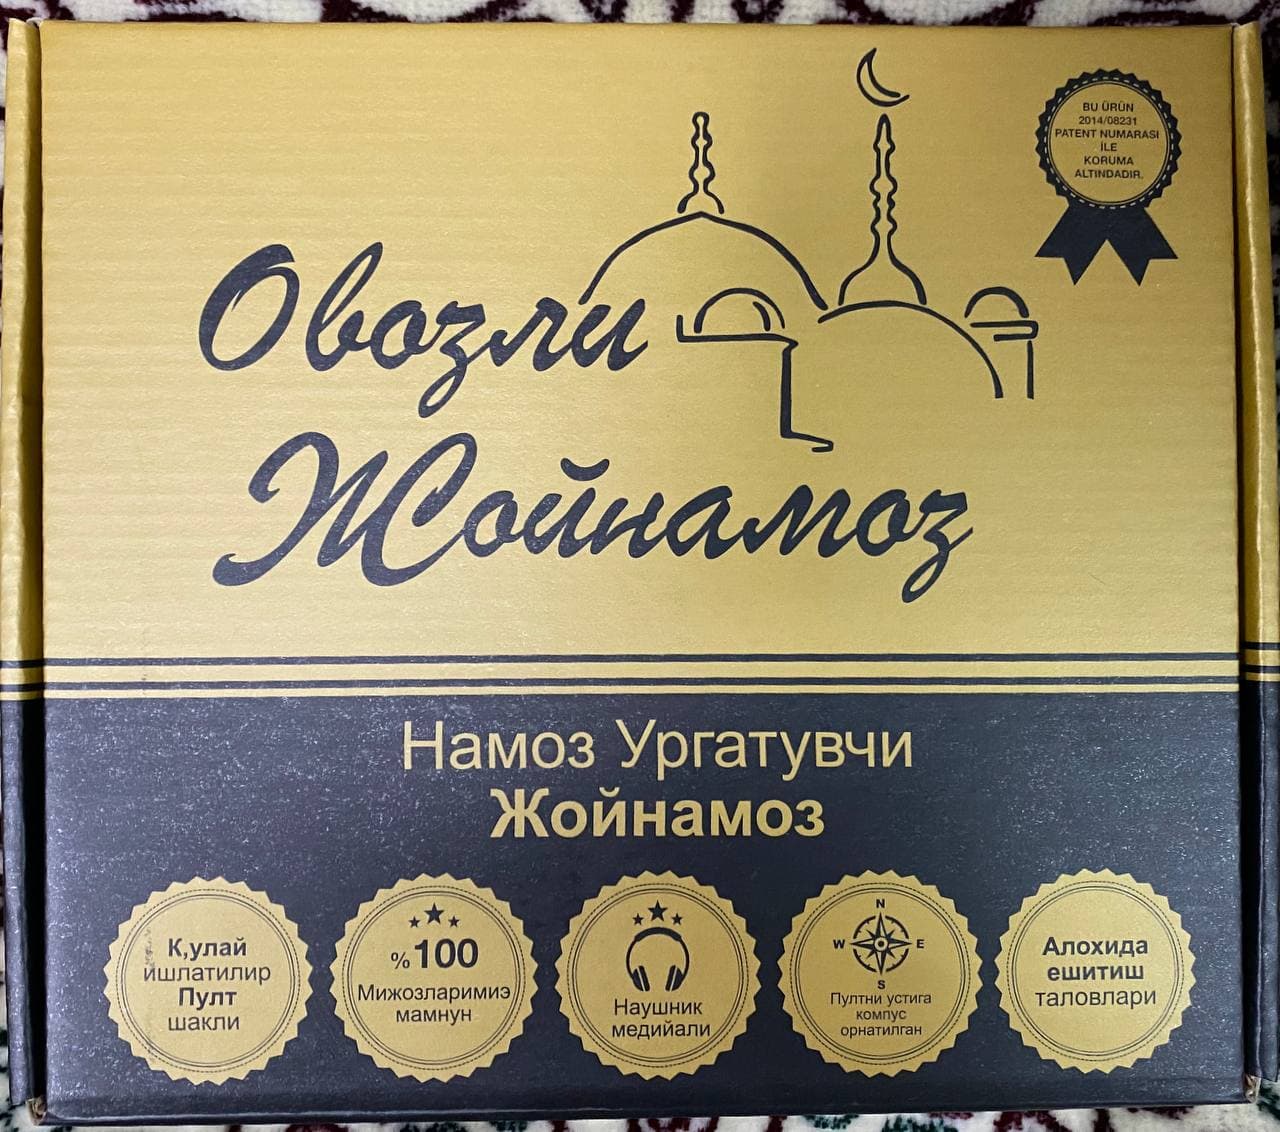 BU ÜRÜN
2014/08231
PATENT NUMARASI
İLE
KORUMA
ALTINDADIR.
Овозли
Жойнамоз
Намоз Ургатувчи
Жойнамоз
К,улай
ишлатилир
Пулт
шакли
%100
Мижозларимиэ
мамнун
Наушник
медийали
N
W E
S
Пултни устига
компус
орнатилган
Алохида
ешитиш
таловлари